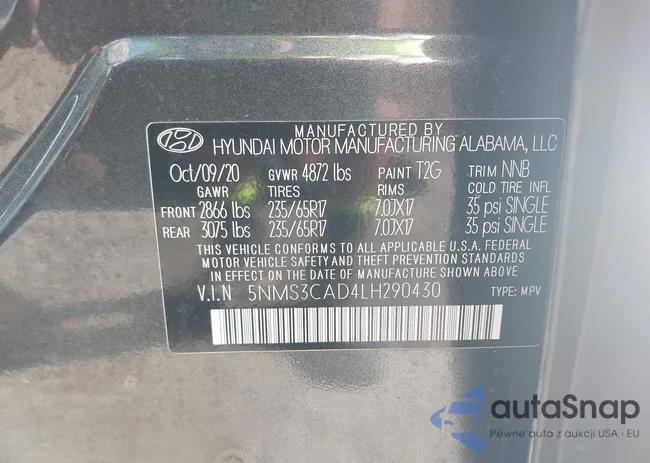 MANUFACTURED BY
HYUNDAI MOTOR MANUFACTURING ALABAMA, LLC
Oct/09/20 GVWR 4872 lbs PAINT T2G TRIM NNB
GAWR TIRES RIMS COLD TIRE INFL
FRONT 2866 lbs 235/65R17 7.0JX17 35 psi SINGLE
REAR 3075 lbs 235/65R17 7.0JX17 35 psi SINGLE
THIS VEHICLE CONFORMS TO ALL APPLICABLE U.S.A. FEDERAL
MOTOR VEHICLE SAFETY AND THEFT PREVENTION STANDARDS
IN EFFECT ON THE DATE OF MANUFACTURE SHOWN ABOVE.
V.I.N 5NMS3CAD4LH290430 TYPE: MPV
autaSnap
Pewne auta z aukcji USA i EU